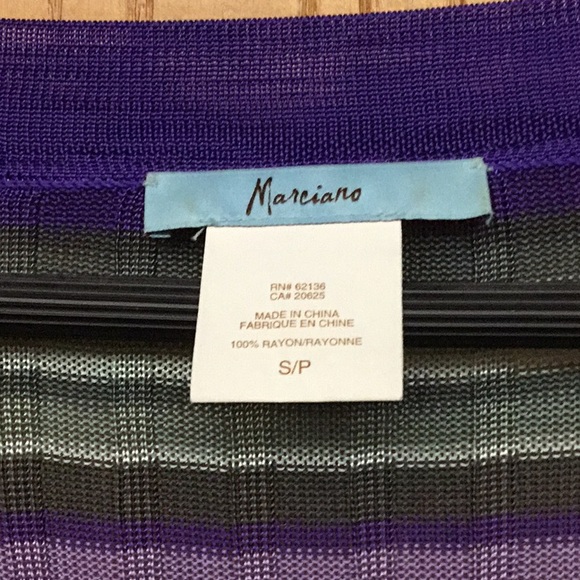 Marciano
RN# 62136
CA# 20625
MADE IN CHINA
FABRIQUE EN CHINE
100% RAYON/RAYONNE
S/P